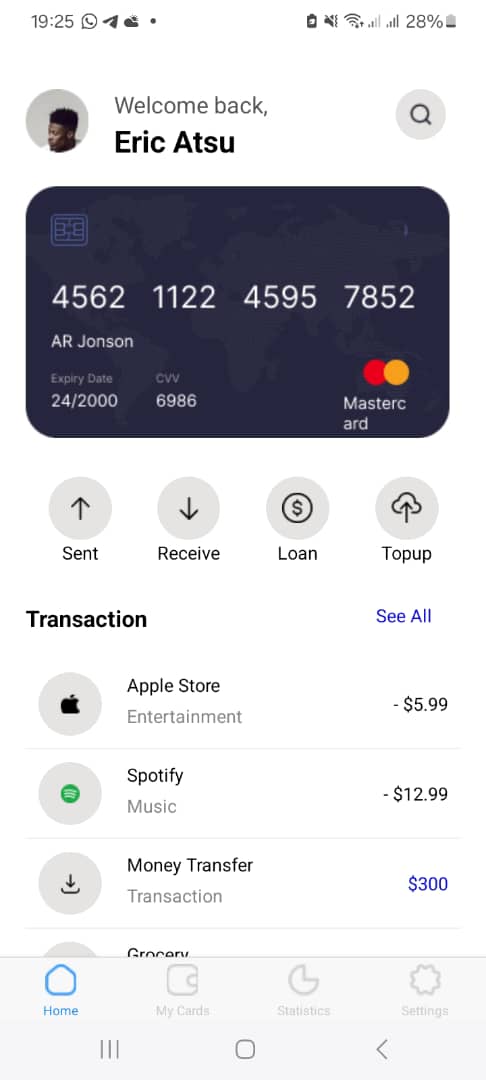 19:25 28%
Welcome back,
Eric Atsu
4562 1122 4595 7852
AR Jonson
Expiry Date CVV
24/2000 6986
Masterc
ard
Sent Receive Loan Topup
Transaction See All
Apple Store
Entertainment
- $5.99
Spotify
Music
- $12.99
Money Transfer
Transaction
$300
Grocery
Home My Cards Statistics Settings